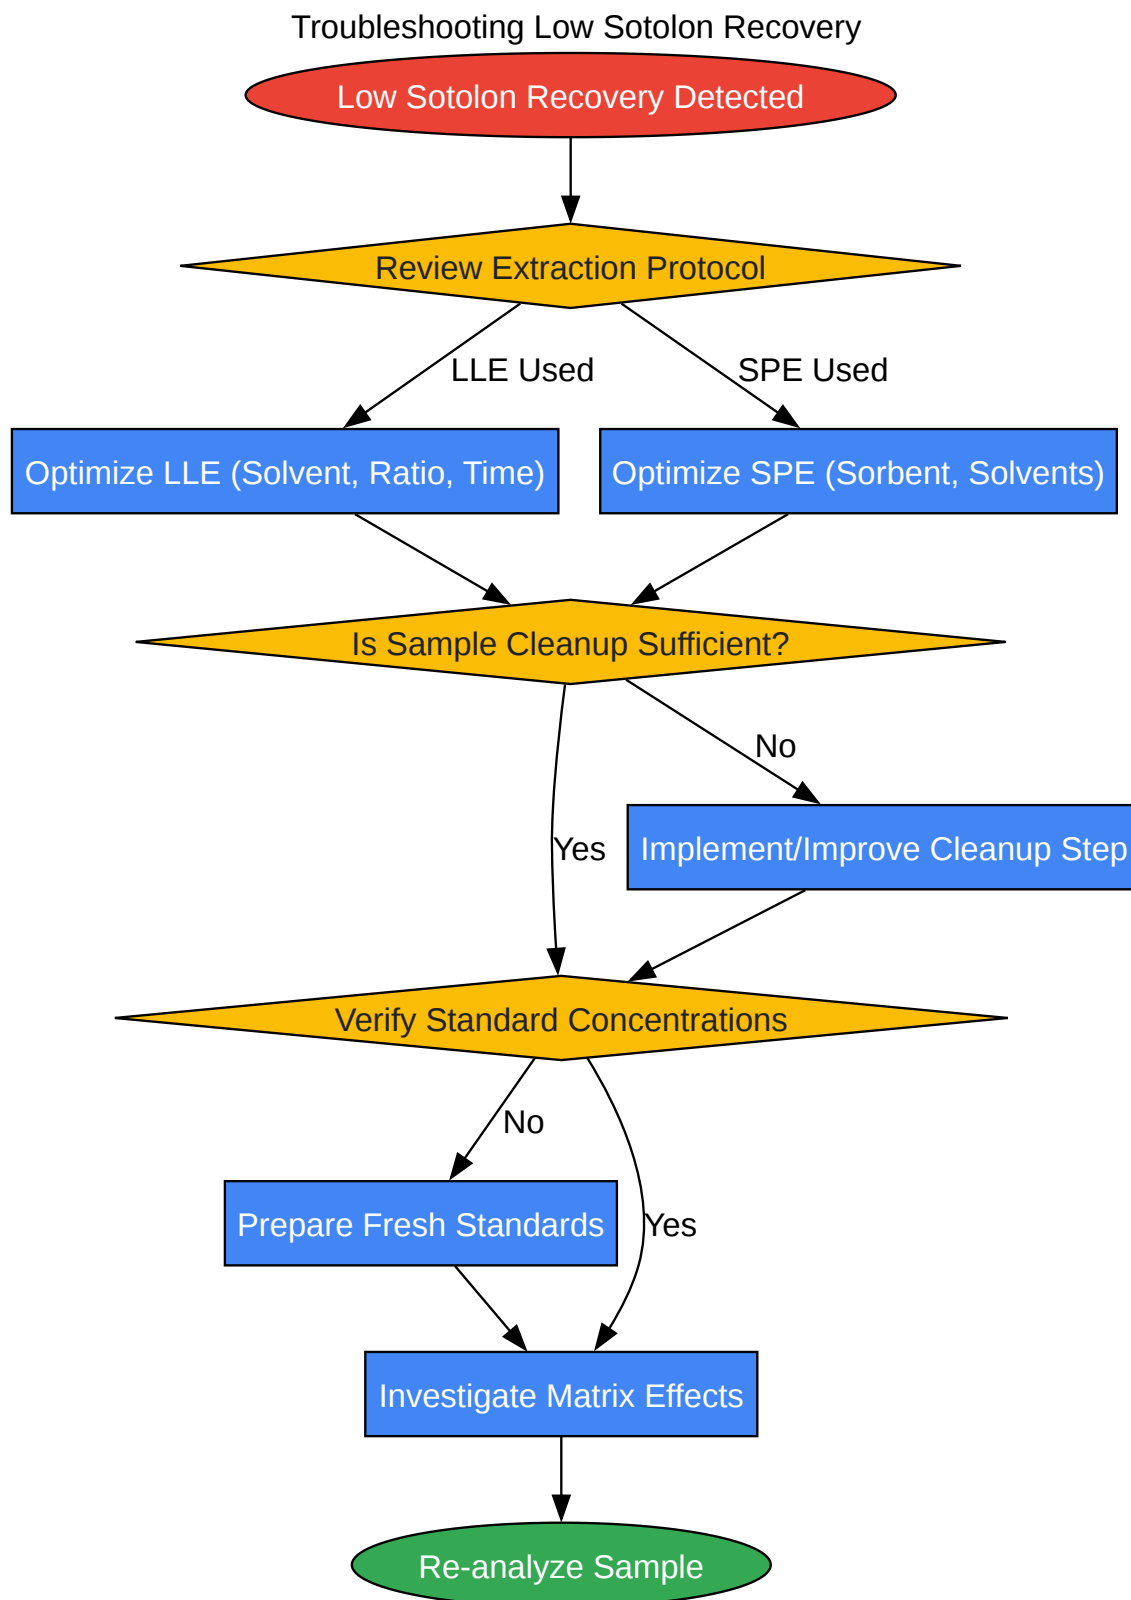 Troubleshooting Low Sotolon Recovery
Low Sotolon Recovery Detected
Review Extraction Protocol
LLE Used
SPE Used
Optimize LLE (Solvent, Ratio, Time)
Optimize SPE (Sorbent, Solvents)
Is Sample Cleanup Sufficient?
No
Yes
Implement/Improve Cleanup Step
Verify Standard Concentrations
No
Prepare Fresh Standards
Yes
Investigate Matrix Effects
Re-analyze Sample